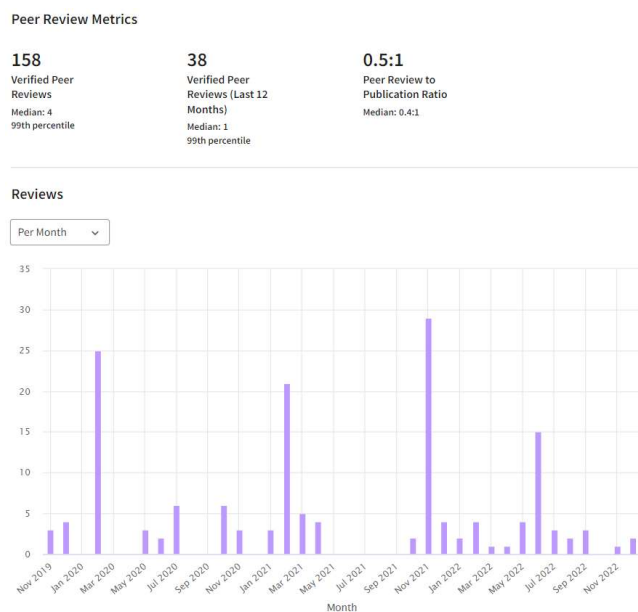 Peer Review Metrics
158
Verified Peer
Reviews
Median: 4
99th percentile
38
Verified Peer
Reviews (Last 12
Months)
Median: 1
99th percentile
0.5:1
Peer Review to
Publication Ratio
Median: 0.4:1
Reviews
Per Month
35
30
25
20
15
10
5
0
Nov 2019
Jan 2020
Mar 2020
May 2020
Jul 2020
Sep 2020
Nov 2020
Jan 2021
Mar 2021
May 2021
Jul 2021
Sep 2021
Nov 2021
Jan 2022
Mar 2022
May 2022
Jul 2022
Sep 2022
Nov 2022
Month